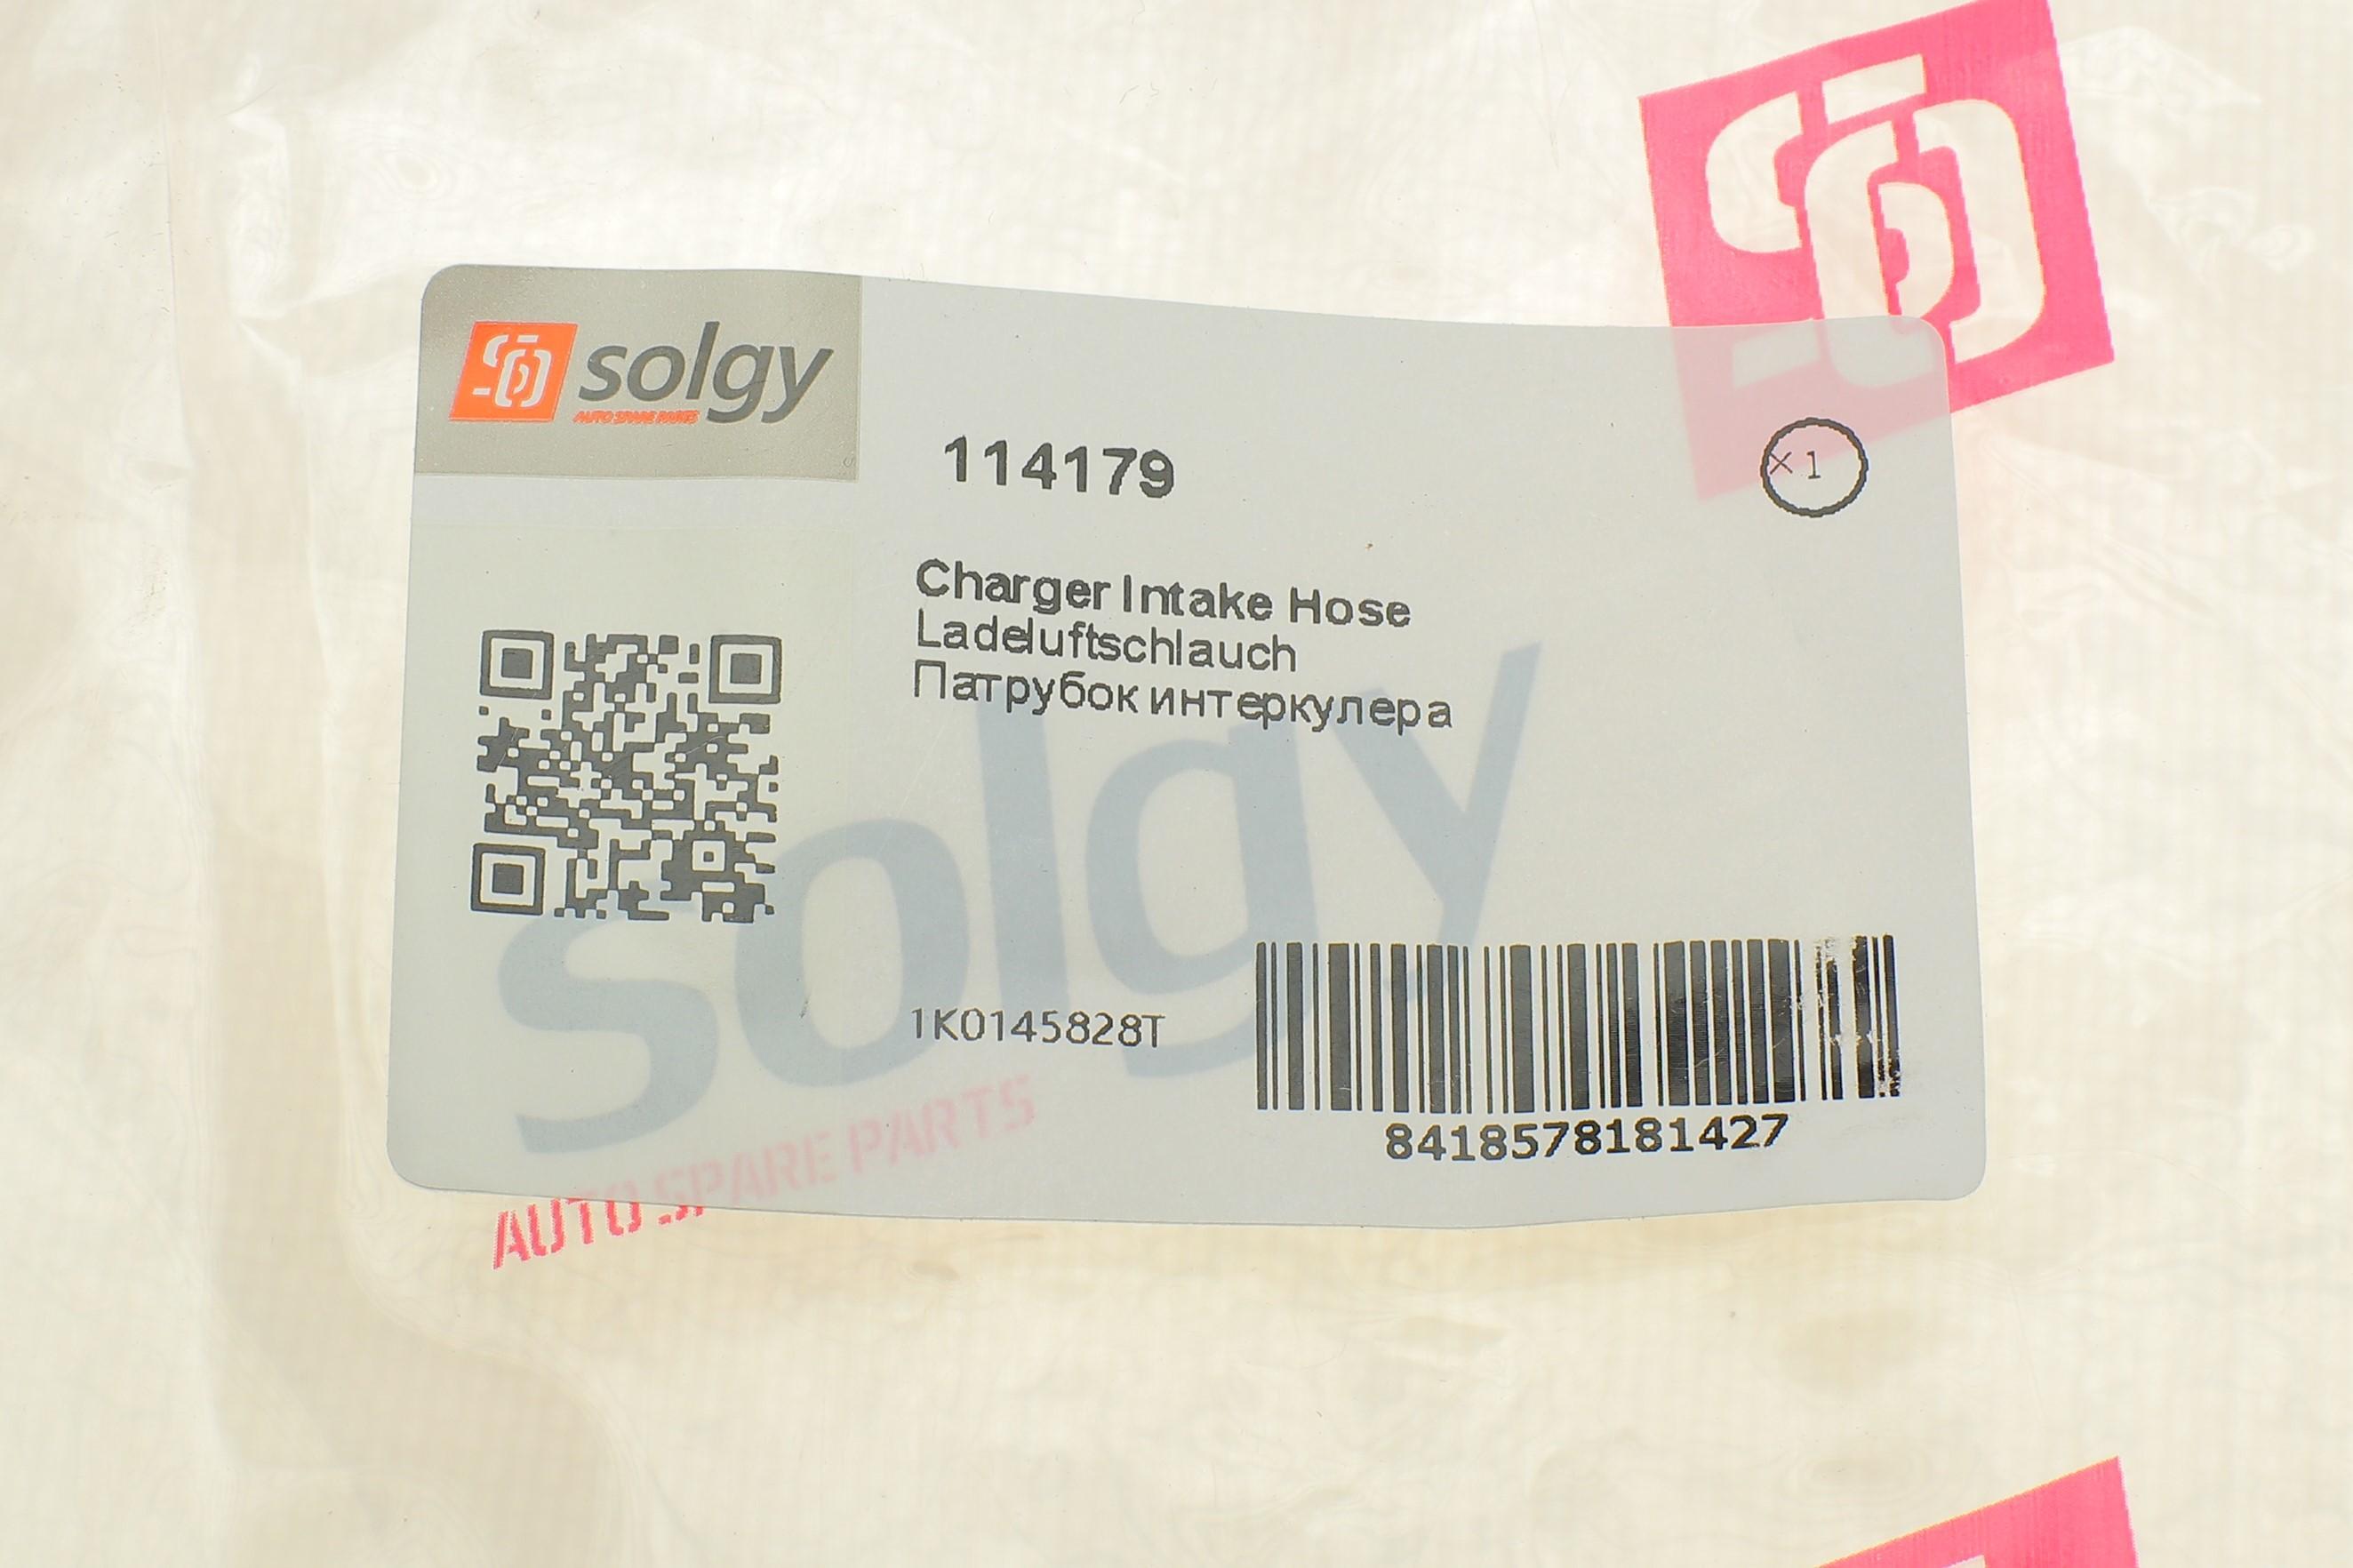 solgy
AUTO SPARE PARTS
114179
×1
Charger Intake Hose
Ladeluftschlauch
Патрубок интеркулера
solgy
1K0145828T
8418578181427
AUTO SPARE PARTS